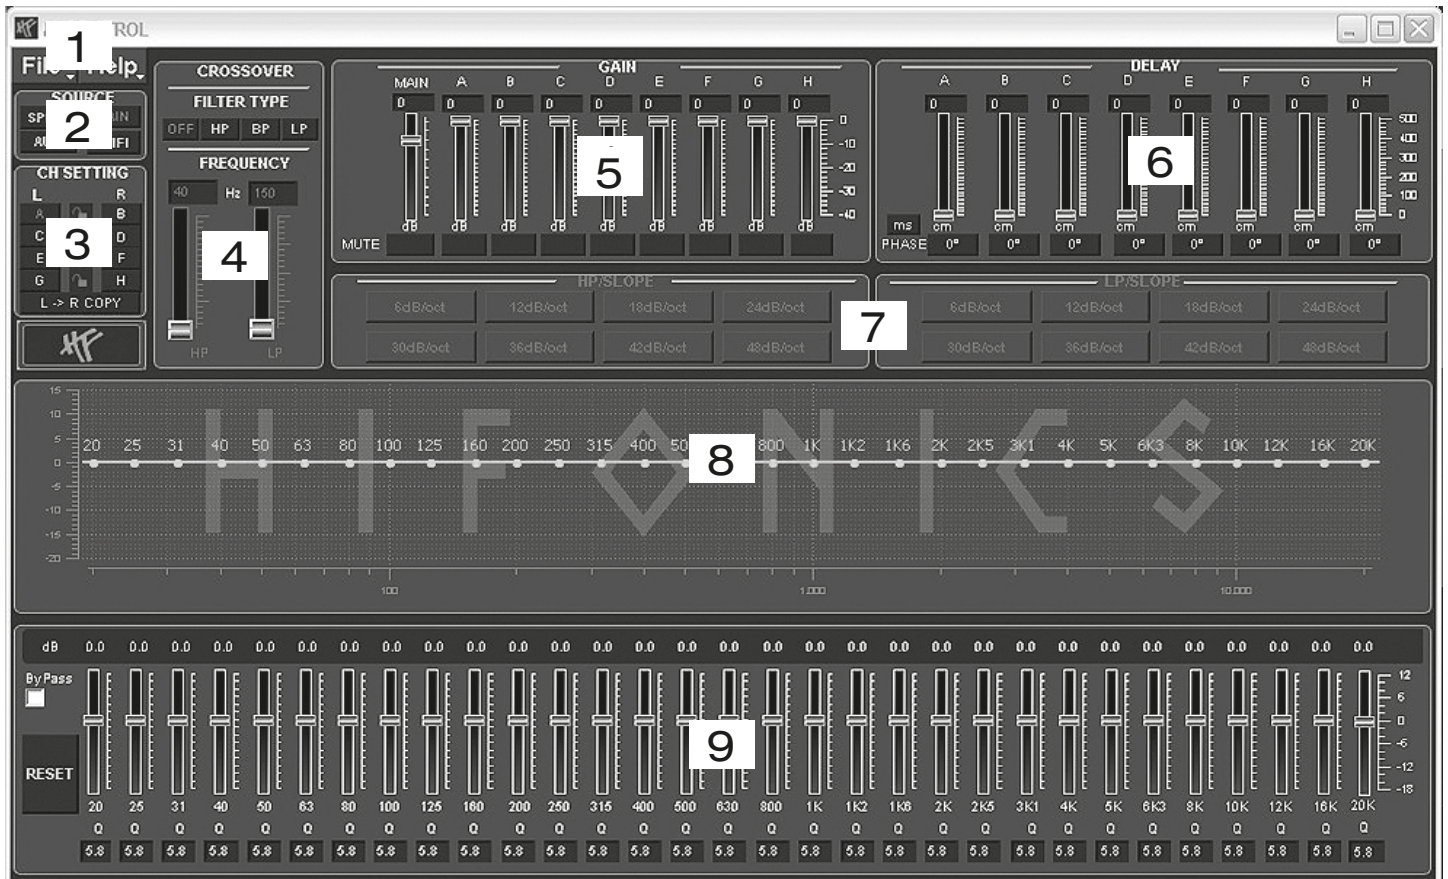 ROL
1
File Help
SOURCE
2
CH SETTING
L R
A B
C D
3
E F
G H
L -> R COPY
HF
CROSSOVER
FILTER TYPE
OFF HP BP LP
FREQUENCY
40 Hz 150
4
HP LP
GAIN
MAIN A B C D E F G H
0 0 0 0 0 0 0 0 0
0
-10
-20
-30
-40
5
dB dB dB dB dB dB dB dB dB
MUTE
DELAY
A B C D E F G H
0 0 0 0 0 0 0 0
500
400
300
200
100
0
6
ms cm cm cm cm cm cm cm cm
PHASE 0° 0° 0° 0° 0° 0° 0° 0°
HP/SLOPE
6dB/oct 12dB/oct 18dB/oct 24dB/oct
30dB/oct 36dB/oct 42dB/oct 48dB/oct
7
LP/SLOPE
6dB/oct 12dB/oct 18dB/oct 24dB/oct
30dB/oct 36dB/oct 42dB/oct 48dB/oct
15
10
5
0
-5
-10
-15
-20
20 25 31 40 50 63 80 100 125 160 200 250 315 400 800 1K 1K2 1K6 2K 2K5 3K1 4K 5K 6K3 8K 10K 12K 16K 20K
HIFONICS
8
100 1,000 10,000
dB 0.0 0.0 0.0 0.0 0.0 0.0 0.0 0.0 0.0 0.0 0.0 0.0 0.0 0.0 0.0 0.0 0.0 0.0 0.0 0.0 0.0 0.0 0.0 0.0 0.0 0.0 0.0 0.0 0.0 0.0 0.0
ByPass
12
6
0
-6
-12
-18
9
RESET
20 25 31 40 50 63 80 100 125 160 200 250 315 400 500 630 800 1K 1K2 1K6 2K 2K5 3K1 4K 5K 6K3 8K 10K 12K 16K 20K
Q Q Q Q Q Q Q Q Q Q Q Q Q Q Q Q Q Q Q Q Q Q Q Q Q Q Q Q Q Q Q
5.8 5.8 5.8 5.8 5.8 5.8 5.8 5.8 5.8 5.8 5.8 5.8 5.8 5.8 5.8 5.8 5.8 5.8 5.8 5.8 5.8 5.8 5.8 5.8 5.8 5.8 5.8 5.8 5.8 5.8 5.8